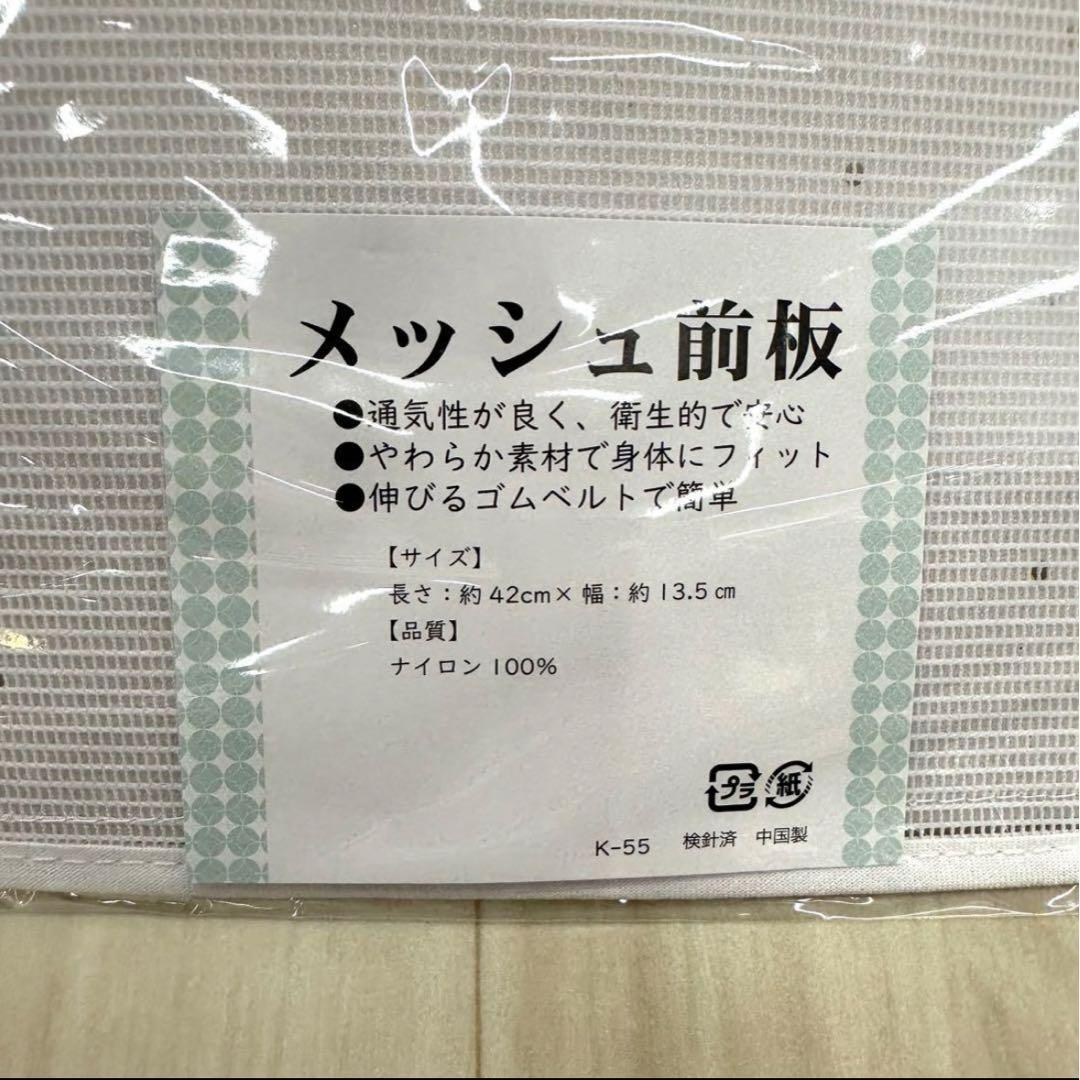 メッシュ前板
●通気性が良く、衛生的で安心
●やわらか素材で身体にフィット
●伸びるゴムベルトで簡単
【サイズ】
長さ：約42cm×幅：約13.5㎝
【品質】
ナイロン100%
プラ 紙
K-55 検針済 中国製